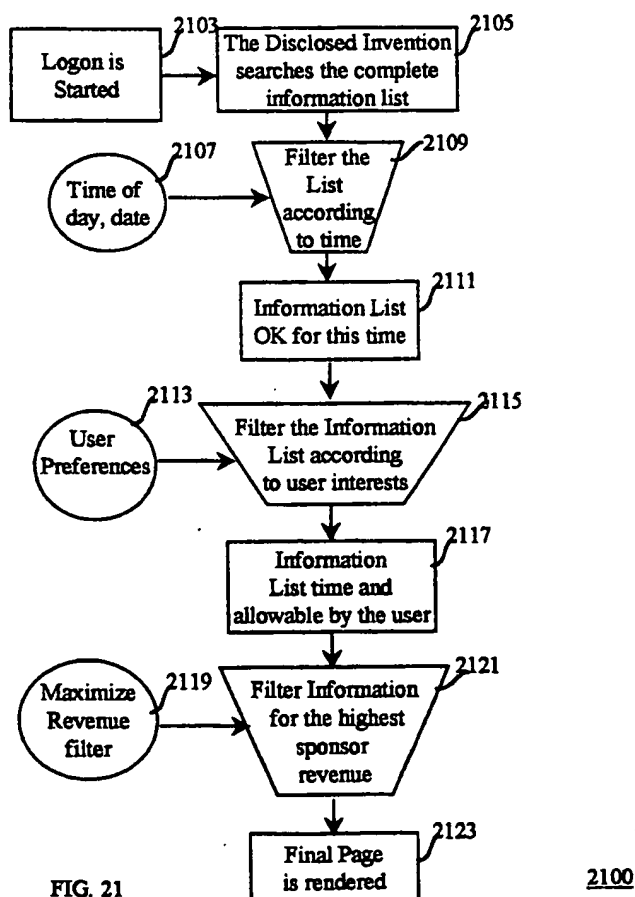 2103
Logon is
Started
2105
The Disclosed Invention
searches the complete
information list
2107
Time of
day, date
2109
Filter the
List
according
to time
2111
Information List
OK for this time
2113
User
Preferences
2115
Filter the Information
List according
to user interests
2117
Information
List time and
allowable by the user
2119
Maximize
Revenue
filter
2121
Filter Information
for the highest
sponsor
revenue
2123
Final Page
is rendered
FIG. 21
2100